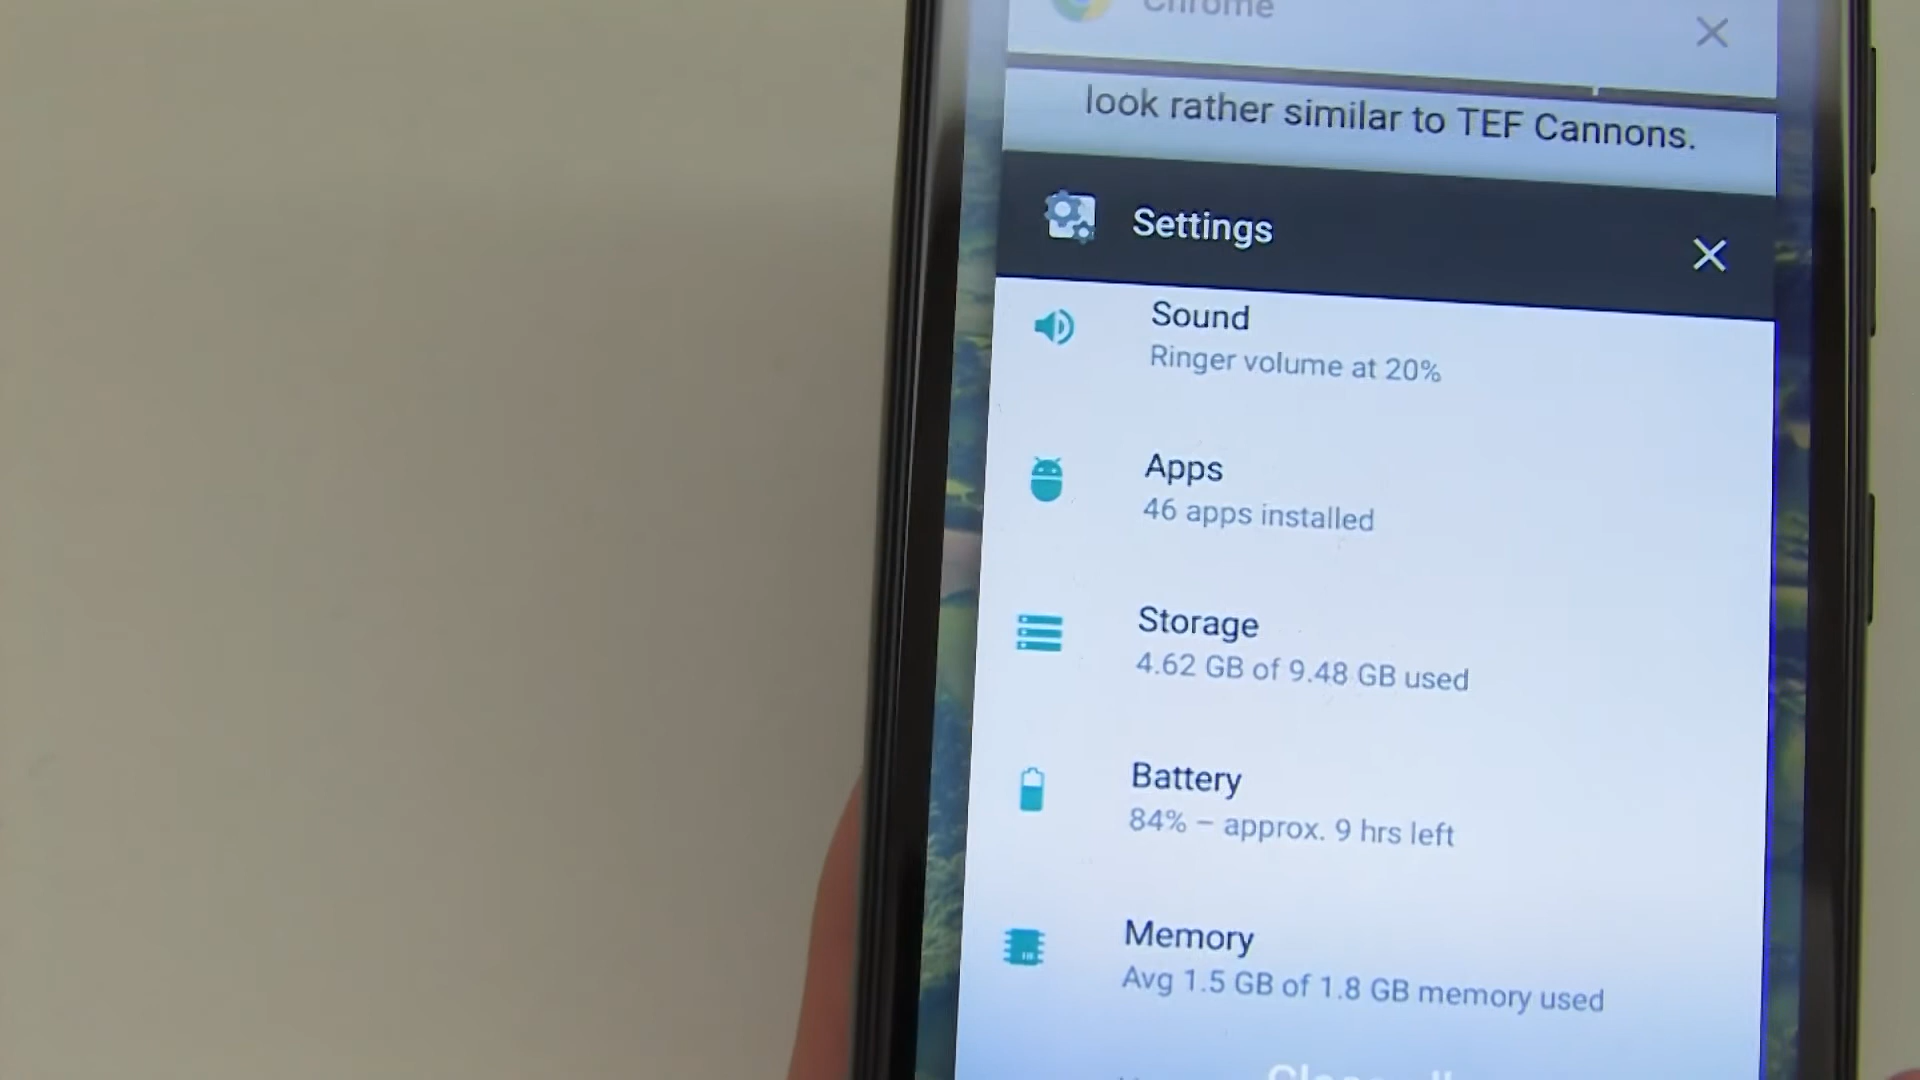 Chrome
look rather similar to TEF Cannons.
Settings
Sound
Ringer volume at 20%
Apps
46 apps installed
Storage
4.62 GB of 9.48 GB used
Battery
84% – approx. 9 hrs left
Memory
Avg 1.5 GB of 1.8 GB memory used